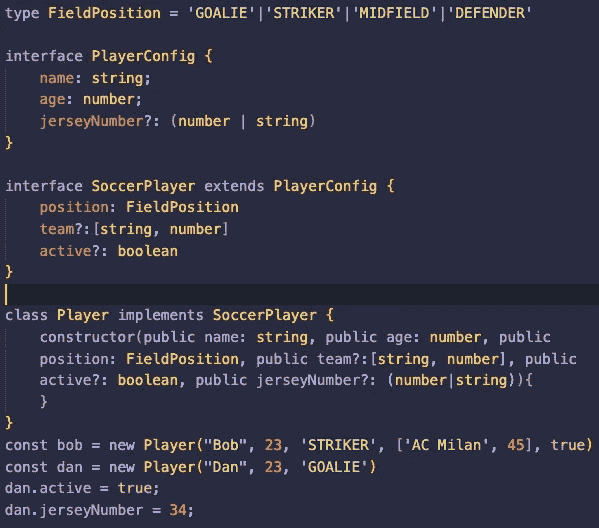 type FieldPosition = 'GOALIE'|'STRIKER'|'MIDFIELD'|'DEFENDER'
interface PlayerConfig {
    name: string;
    age: number;
    jerseyNumber?: (number | string)
}
interface SoccerPlayer extends PlayerConfig {
    position: FieldPosition
    team?:[string, number]
    active?: boolean
}
class Player implements SoccerPlayer {
    constructor(public name: string, public age: number, public
    position: FieldPosition, public team?:[string, number], public
    active?: boolean, public jerseyNumber?: (number|string)){
    }
}
const bob = new Player("Bob", 23, 'STRIKER', ['AC Milan', 45], true)
const dan = new Player("Dan", 23, 'GOALIE')
dan.active = true;
dan.jerseyNumber = 34;